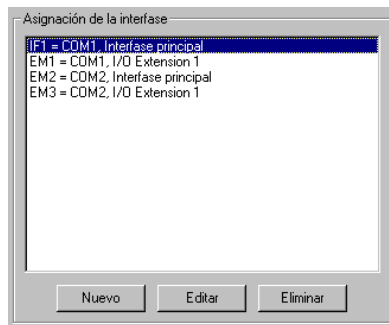 Asignación de la interfase
IF1 = COM1, Interfase principal
EM1 = COM1, I/O Extension 1
EM2 = COM2, Interfase principal
EM3 = COM2, I/O Extension 1
Nuevo Editar Eliminar